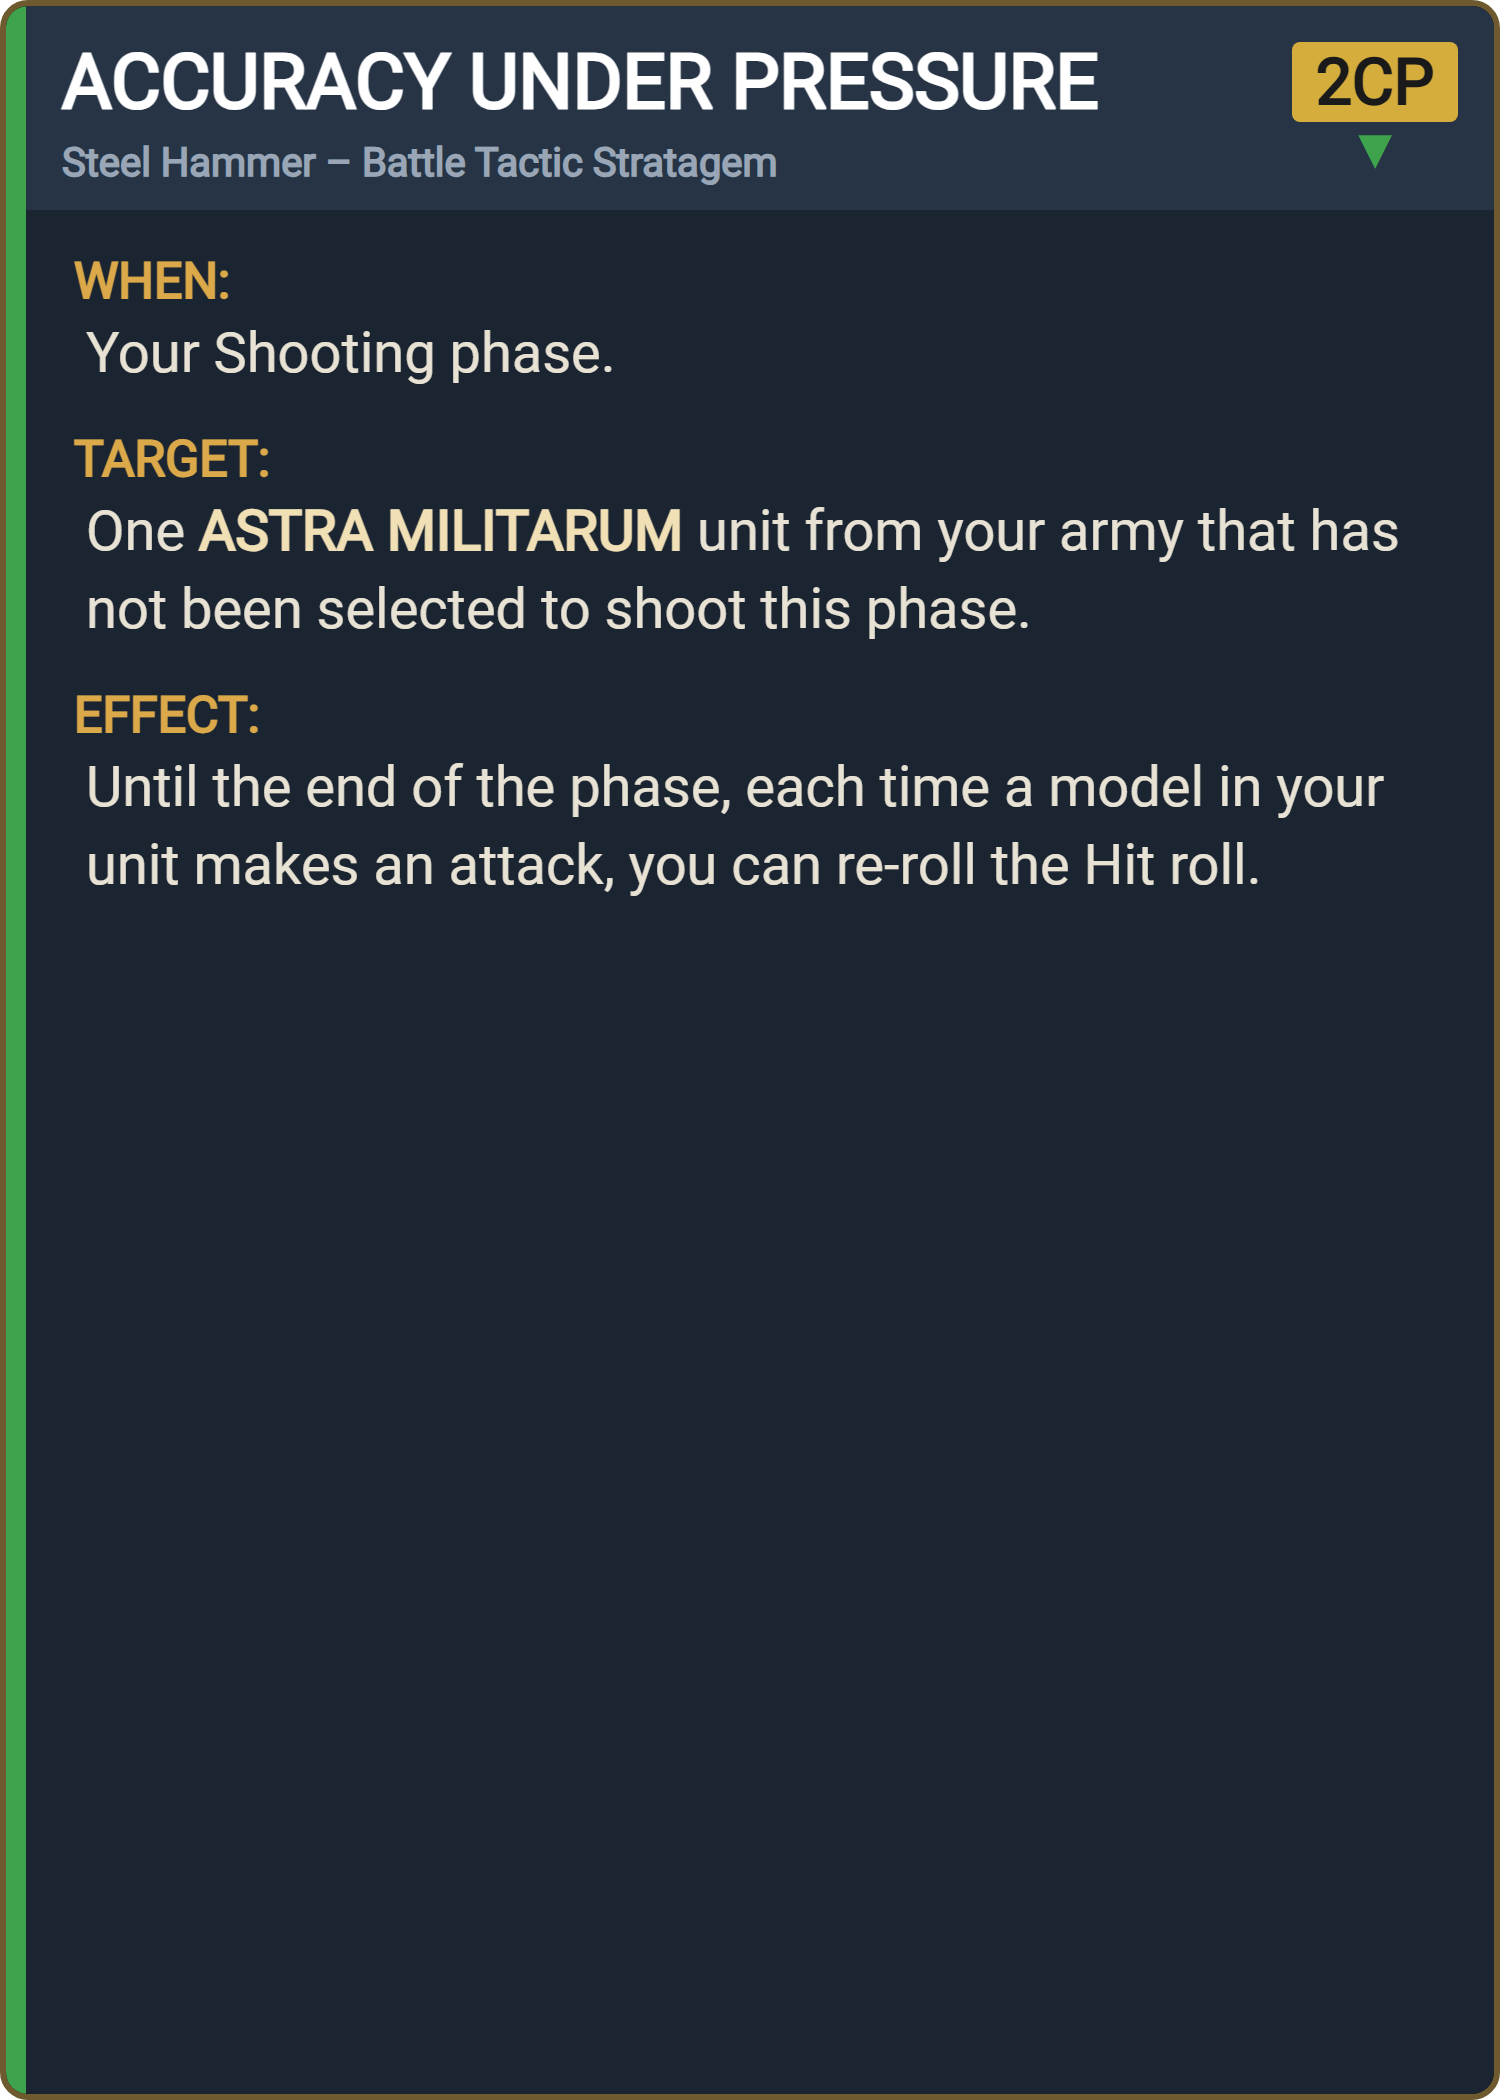 ACCURACY UNDER PRESSURE
2CP
Steel Hammer – Battle Tactic Stratagem
WHEN:
Your Shooting phase.
TARGET:
One ASTRA MILITARUM unit from your army that has
not been selected to shoot this phase.
EFFECT:
Until the end of the phase, each time a model in your
unit makes an attack, you can re-roll the Hit roll.